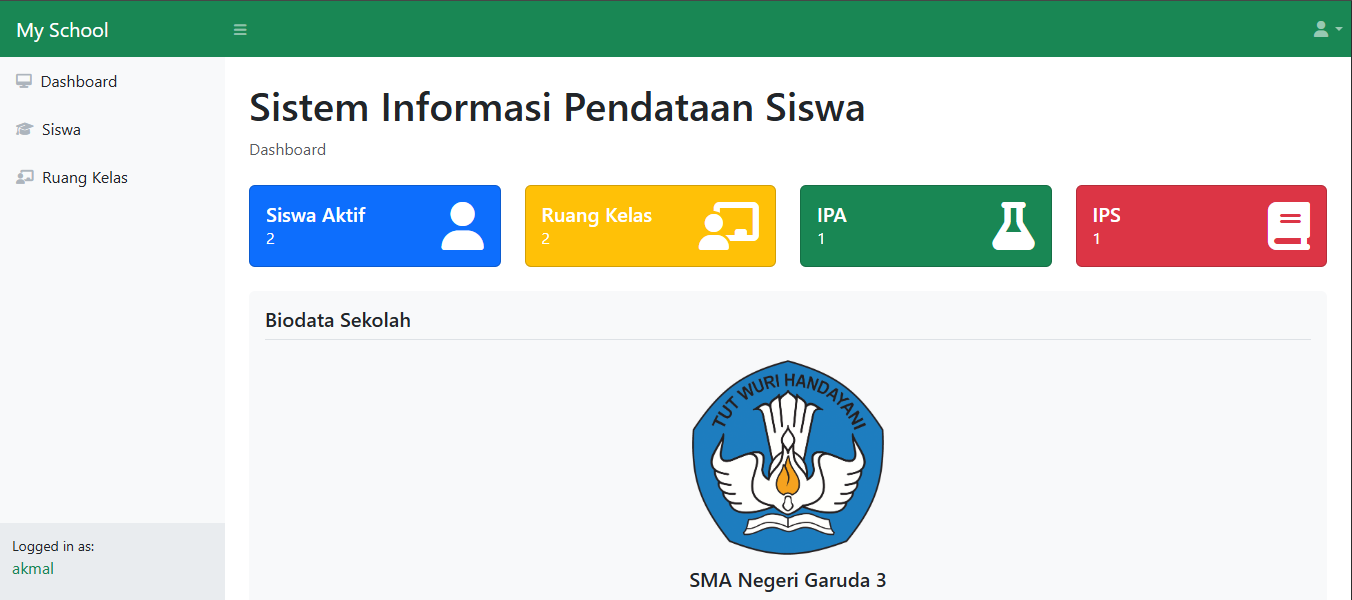 My School
Dashboard
Siswa
Ruang Kelas
Logged in as:
akmal
Sistem Informasi Pendataan Siswa
Dashboard
Siswa Aktif
2
Ruang Kelas
2
IPA
1
IPS
1
Biodata Sekolah
TUT WURI HANDAYANI
SMA Negeri Garuda 3